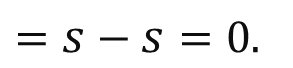 = s − s = 0.